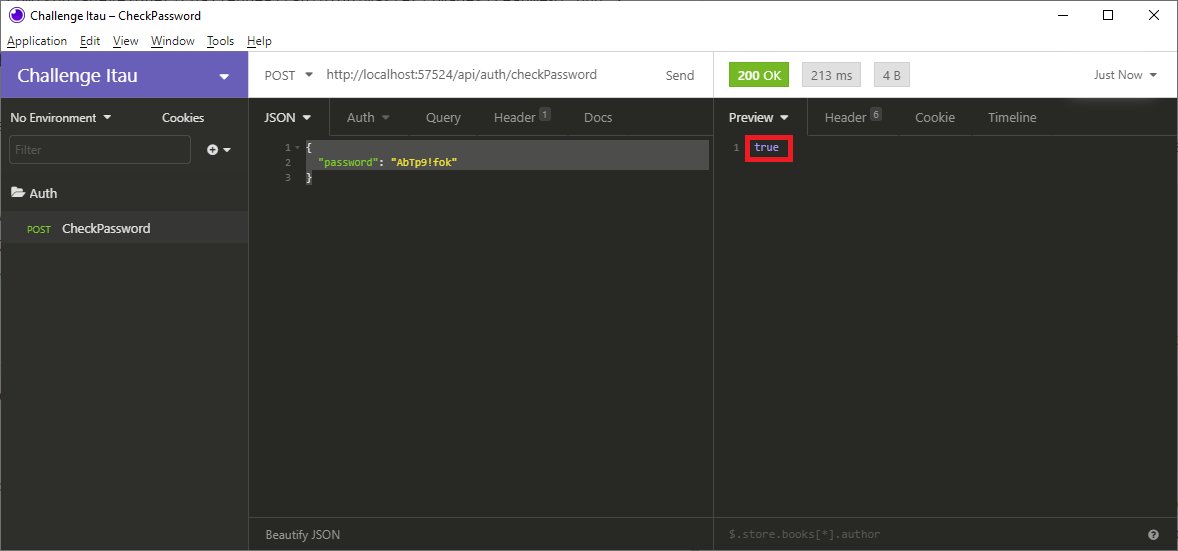 Challenge Itau – CheckPassword
Application Edit View Window Tools Help
Challenge Itau
POST http://localhost:57524/api/auth/checkPassword Send
200 OK 213 ms 4 B Just Now
No Environment Cookies
JSON Auth Query Header 1 Docs
Preview Header 6 Cookie Timeline
Filter
1 {
2 "password": "AbTp9!fok"
3 }
1 true
Auth
POST CheckPassword
Beautify JSON
$.store.books[*].author